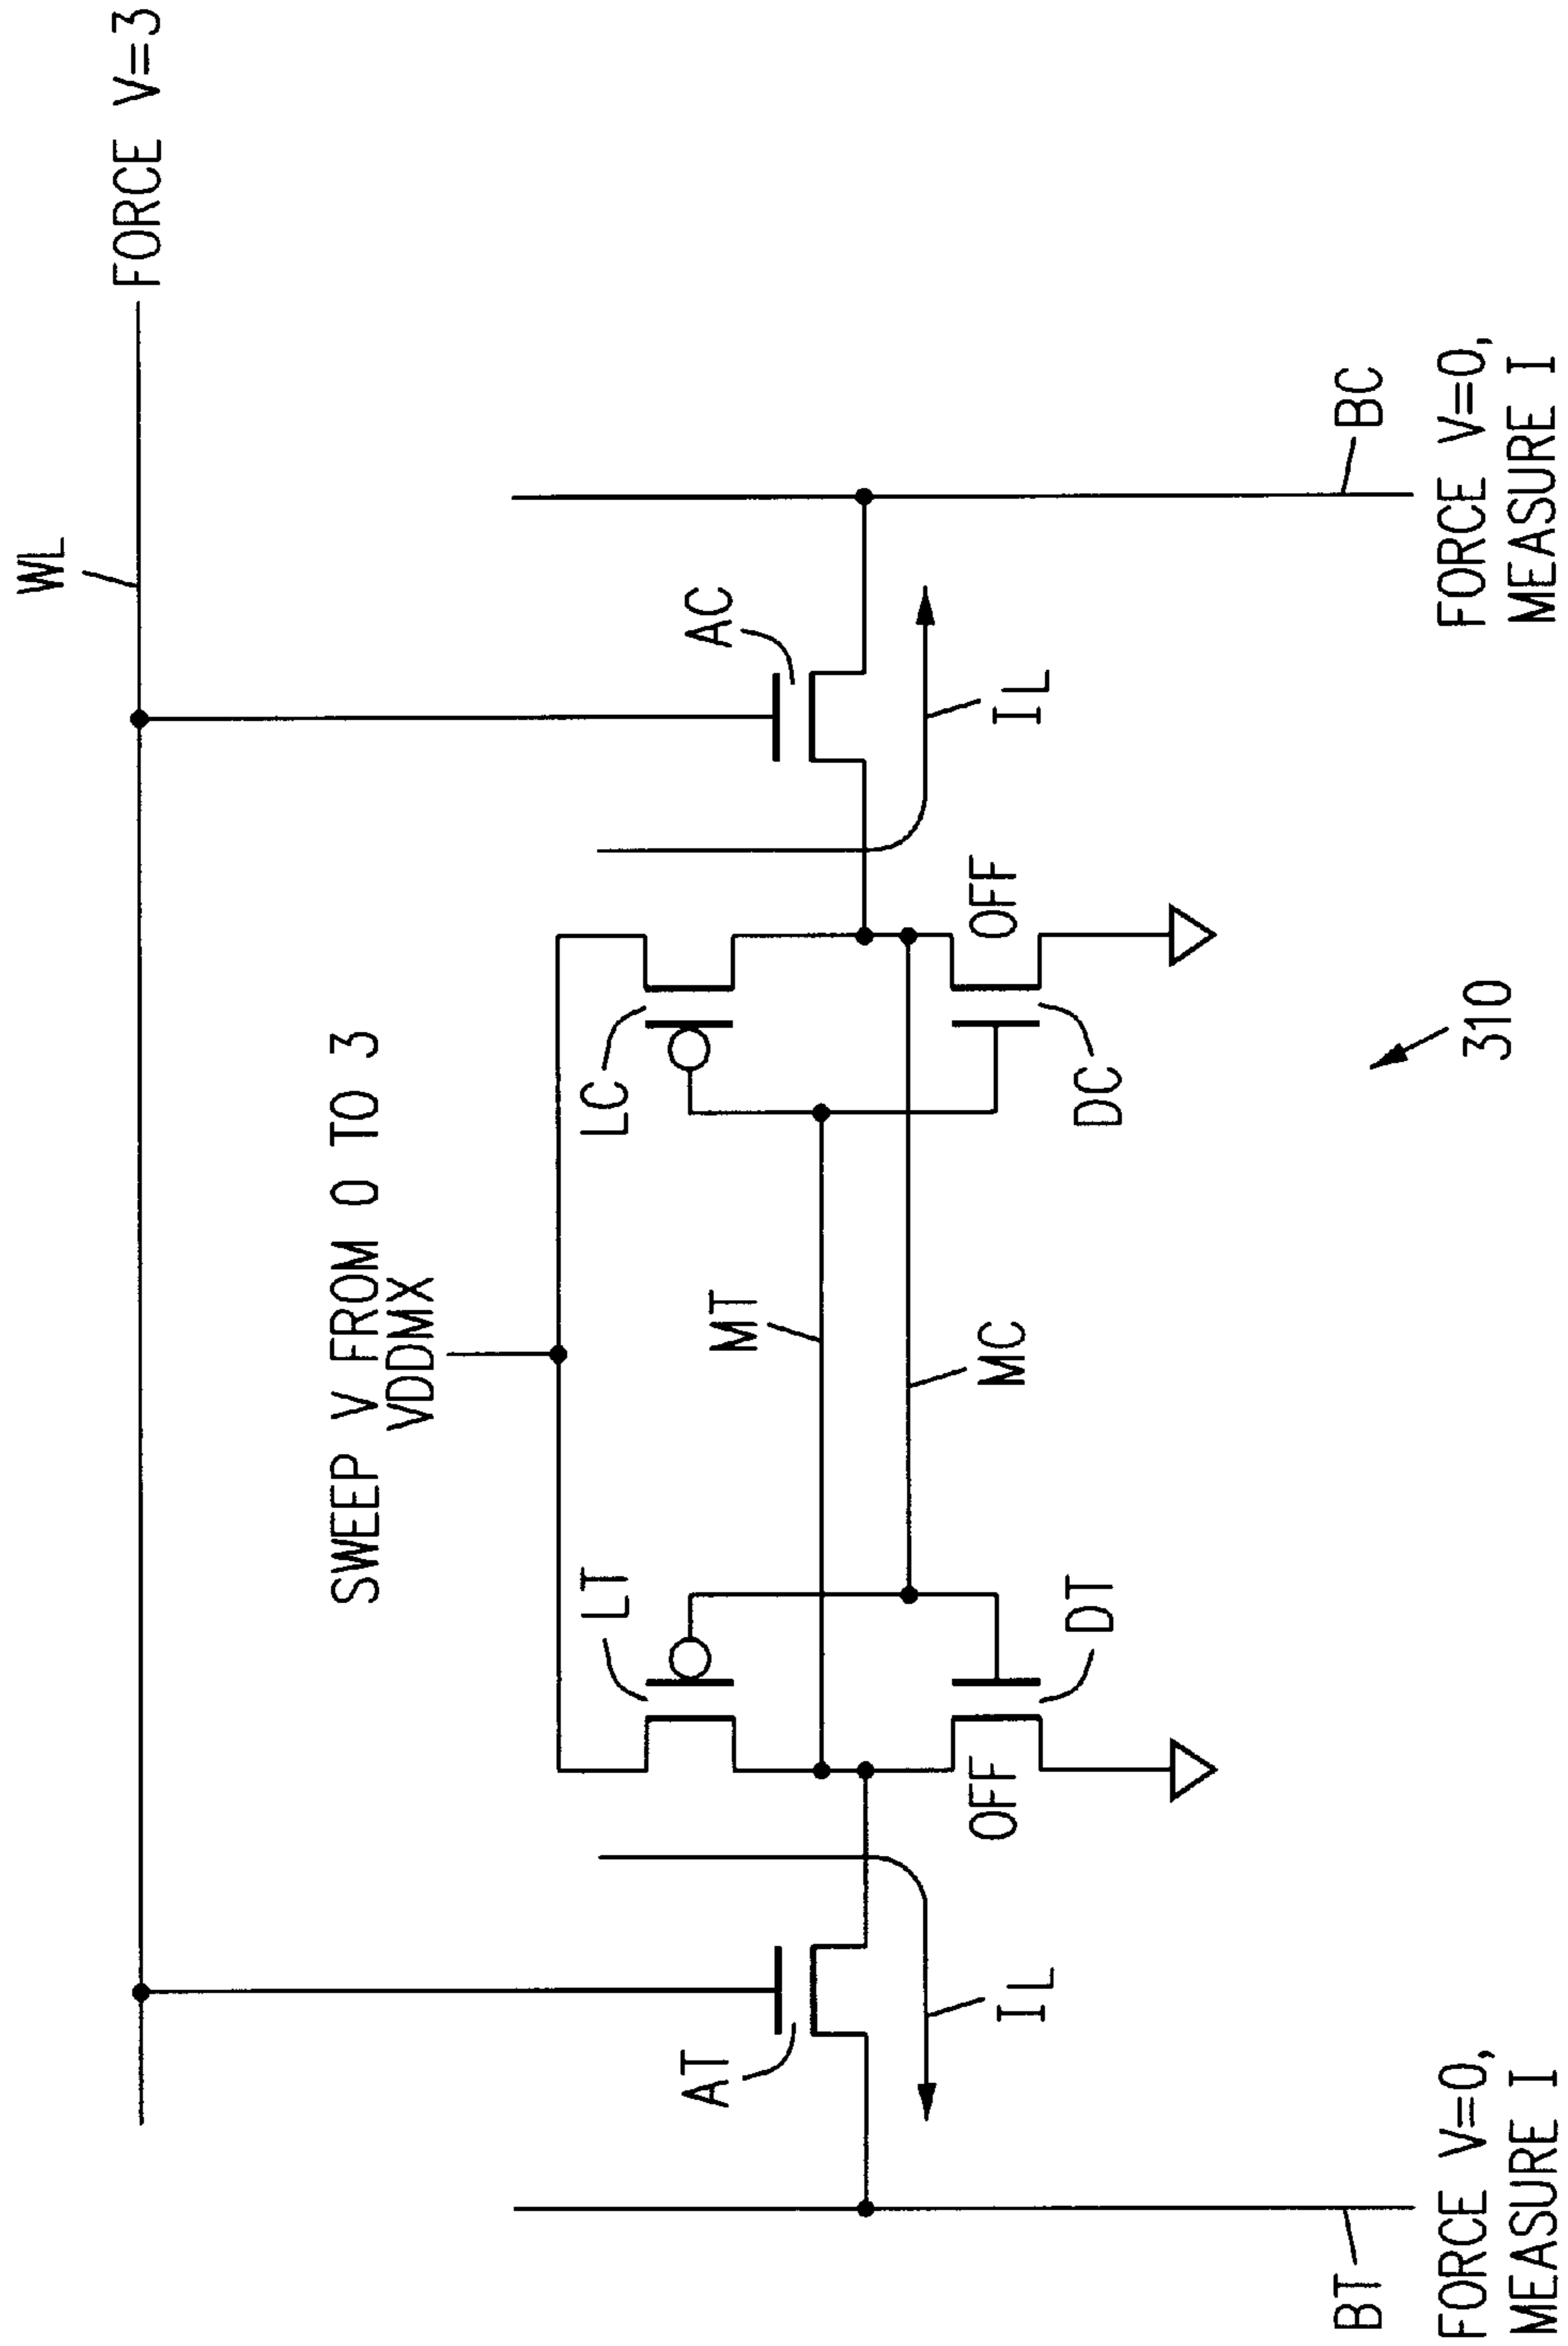 WL
FORCE V=3
SWEEP V FROM 0 TO 3
VDDMX
LT
LC
AT
MT
AC
MC
OFF
OFF
IL
IL
DT
DC
BT
BC
FORCE V=0,
MEASURE I
FORCE V=0,
MEASURE I
310